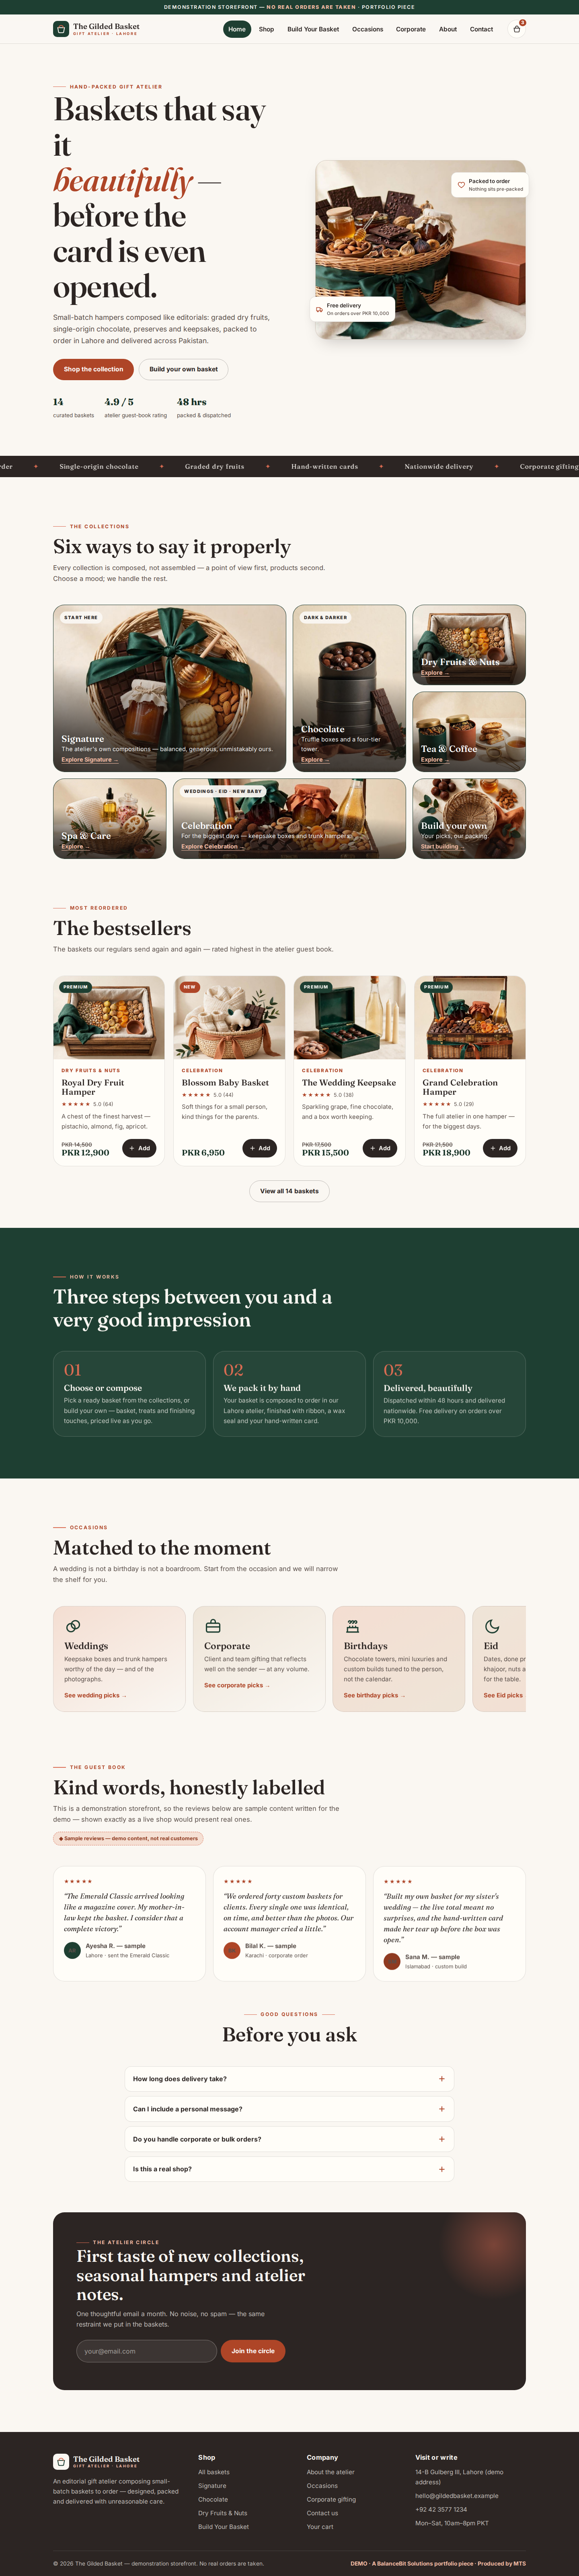 DEMONSTRATION STOREFRONT — NO REAL ORDERS ARE TAKEN · PORTFOLIO PIECE
The Gilded Basket
GIFT ATELIER · LAHORE
Home Shop Build Your Basket Occasions Corporate About Contact
3
HAND-PACKED GIFT ATELIER
Baskets that say
it
beautifully —
before the
card is even
opened.
Small-batch hampers composed like editorials: graded dry fruits,
single-origin chocolate, preserves and keepsakes, packed to
order in Lahore and delivered across Pakistan.
Shop the collection
Build your own basket
14
curated baskets
4.9 / 5
atelier guest-book rating
48 hrs
packed & dispatched
Packed to order
Nothing sits pre-packed
Free delivery
On orders over PKR 10,000
rder ✦ Single-origin chocolate ✦ Graded dry fruits ✦ Hand-written cards ✦ Nationwide delivery ✦ Corporate gifting
THE COLLECTIONS
Six ways to say it properly
Every collection is composed, not assembled — a point of view first, products second.
Choose a mood; we handle the rest.
START HERE
Signature
The atelier's own compositions — balanced, generous, unmistakably ours.
Explore Signature →
DARK & DARKER
Chocolate
Truffle boxes and a four-tier
tower.
Explore →
Dry Fruits & Nuts
Explore →
Tea & Coffee
Explore →
Spa & Care
Explore →
WEDDINGS · EID · NEW BABY
Celebration
For the biggest days — keepsake boxes and trunk hampers.
Explore Celebration →
Build your own
Your picks, our packing.
Start building →
MOST REORDERED
The bestsellers
The baskets our regulars send again and again — rated highest in the atelier guest book.
PREMIUM
DRY FRUITS & NUTS
Royal Dry Fruit
Hamper
★★★★★ 5.0 (64)
A chest of the finest harvest —
pistachio, almond, fig, apricot.
PKR 14,500
PKR 12,900
+ Add
NEW
CELEBRATION
Blossom Baby Basket
★★★★★ 5.0 (44)
Soft things for a small person,
kind things for the parents.
PKR 6,950
+ Add
PREMIUM
CELEBRATION
The Wedding Keepsake
★★★★★ 5.0 (38)
Sparkling grape, fine chocolate,
and a box worth keeping.
PKR 17,500
PKR 15,500
+ Add
PREMIUM
CELEBRATION
Grand Celebration
Hamper
★★★★★ 5.0 (29)
The full atelier in one hamper —
for the biggest days.
PKR 21,500
PKR 18,900
+ Add
View all 14 baskets
HOW IT WORKS
Three steps between you and a
very good impression
01
Choose or compose
Pick a ready basket from the collections, or
build your own — basket, treats and finishing
touches, priced live as you go.
02
We pack it by hand
Your basket is composed to order in our
Lahore atelier, finished with ribbon, a wax
seal and your hand-written card.
03
Delivered, beautifully
Dispatched within 48 hours and delivered
nationwide. Free delivery on orders over
PKR 10,000.
OCCASIONS
Matched to the moment
A wedding is not a birthday is not a boardroom. Start from the occasion and we will narrow
the shelf for you.
Weddings
Keepsake boxes and trunk hampers
worthy of the day — and of the
photographs.
See wedding picks →
Corporate
Client and team gifting that reflects
well on the sender — at any volume.
See corporate picks →
Birthdays
Chocolate towers, mini luxuries and
custom builds tuned to the person,
not the calendar.
See birthday picks →
Eid
Dates, done pr
khajoor, nuts a
for the table.
See Eid picks
THE GUEST BOOK
Kind words, honestly labelled
This is a demonstration storefront, so the reviews below are sample content written for the
demo — shown exactly as a live shop would present real ones.
◆ Sample reviews — demo content, not real customers
★★★★★
"The Emerald Classic arrived looking
like a magazine cover. My mother-in-
law kept the basket. I consider that a
complete victory."
Ayesha R. — sample
Lahore · sent the Emerald Classic
★★★★★
"We ordered forty custom baskets for
clients. Every single one was identical,
on time, and better than the photos. Our
account manager cried a little."
Bilal K. — sample
Karachi · corporate order
★★★★★
"Built my own basket for my sister's
wedding — the live total meant no
surprises, and the hand-written card
made her tear up before the box was
open."
Sana M. — sample
Islamabad · custom build
GOOD QUESTIONS
Before you ask
How long does delivery take? +
Can I include a personal message? +
Do you handle corporate or bulk orders? +
Is this a real shop? +
THE ATELIER CIRCLE
First taste of new collections,
seasonal hampers and atelier
notes.
One thoughtful email a month. No noise, no spam — the same
restraint we put in the baskets.
your@email.com
Join the circle
The Gilded Basket
GIFT ATELIER · LAHORE
An editorial gift atelier composing small-
batch baskets to order — designed, packed
and delivered with unreasonable care.
Shop
All baskets
Signature
Chocolate
Dry Fruits & Nuts
Build Your Basket
Company
About the atelier
Occasions
Corporate gifting
Contact us
Your cart
Visit or write
14-B Gulberg III, Lahore (demo
address)
hello@gildedbasket.example
+92 42 3577 1234
Mon–Sat, 10am–8pm PKT
© 2026 The Gilded Basket — demonstration storefront. No real orders are taken.
DEMO · A BalanceBit Solutions portfolio piece · Produced by MTS